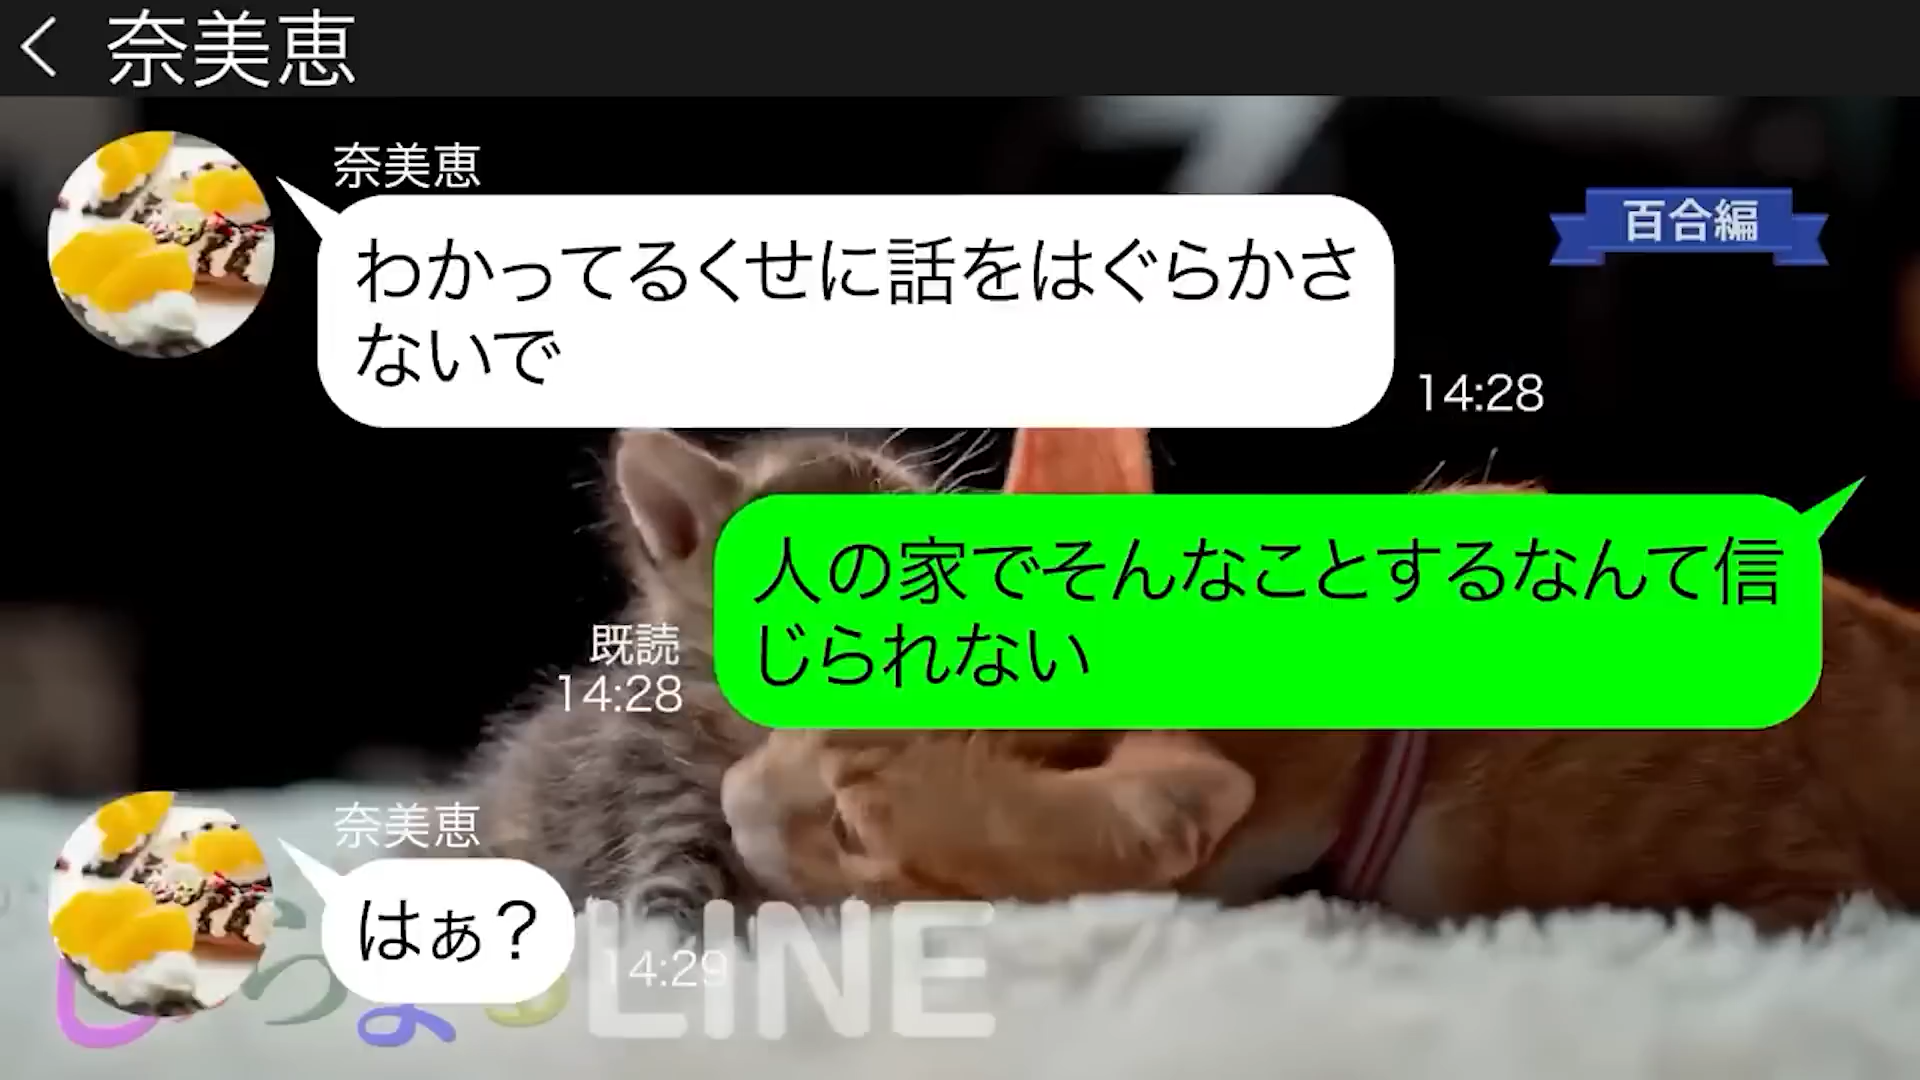 奈美恵
奈美恵
百合編
わかってるくせに話をはぐらかさ
ないで
14:28
人の家でそんなことするなんて信
じられない
既読
14:28
奈美恵
はぁ?
14:29
LINE